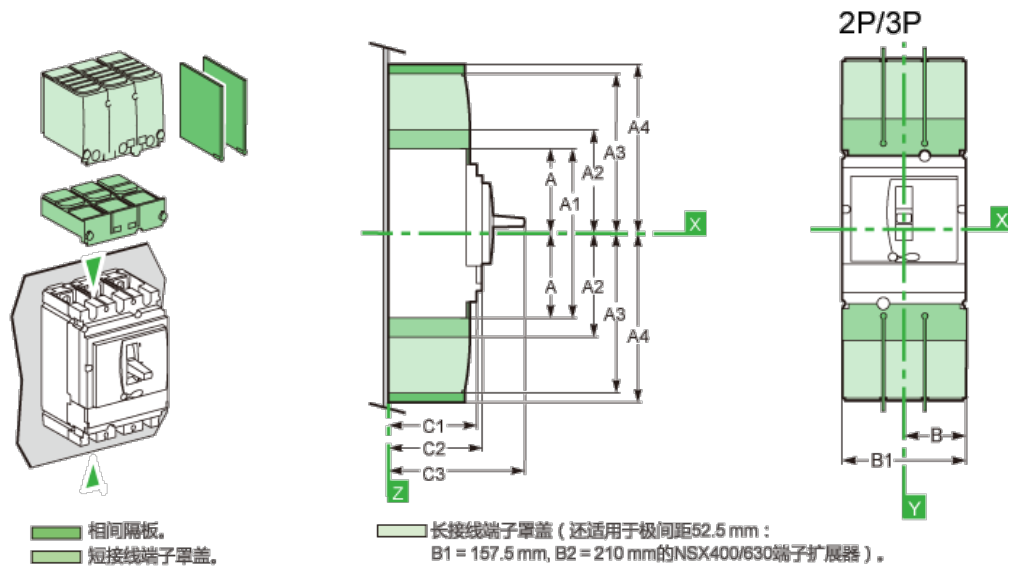 2P/3P
A4
A3
A2
A
A1
X
X
A
A2
A3
A4
C1
C2
C3
Z
B
B1
Y
相间隔板。
短接线端子罩盖。
长接线端子罩盖（还适用于极间距52.5 mm：
B1 = 157.5 mm, B2 = 210 mm的NSX400/630端子扩展器）。